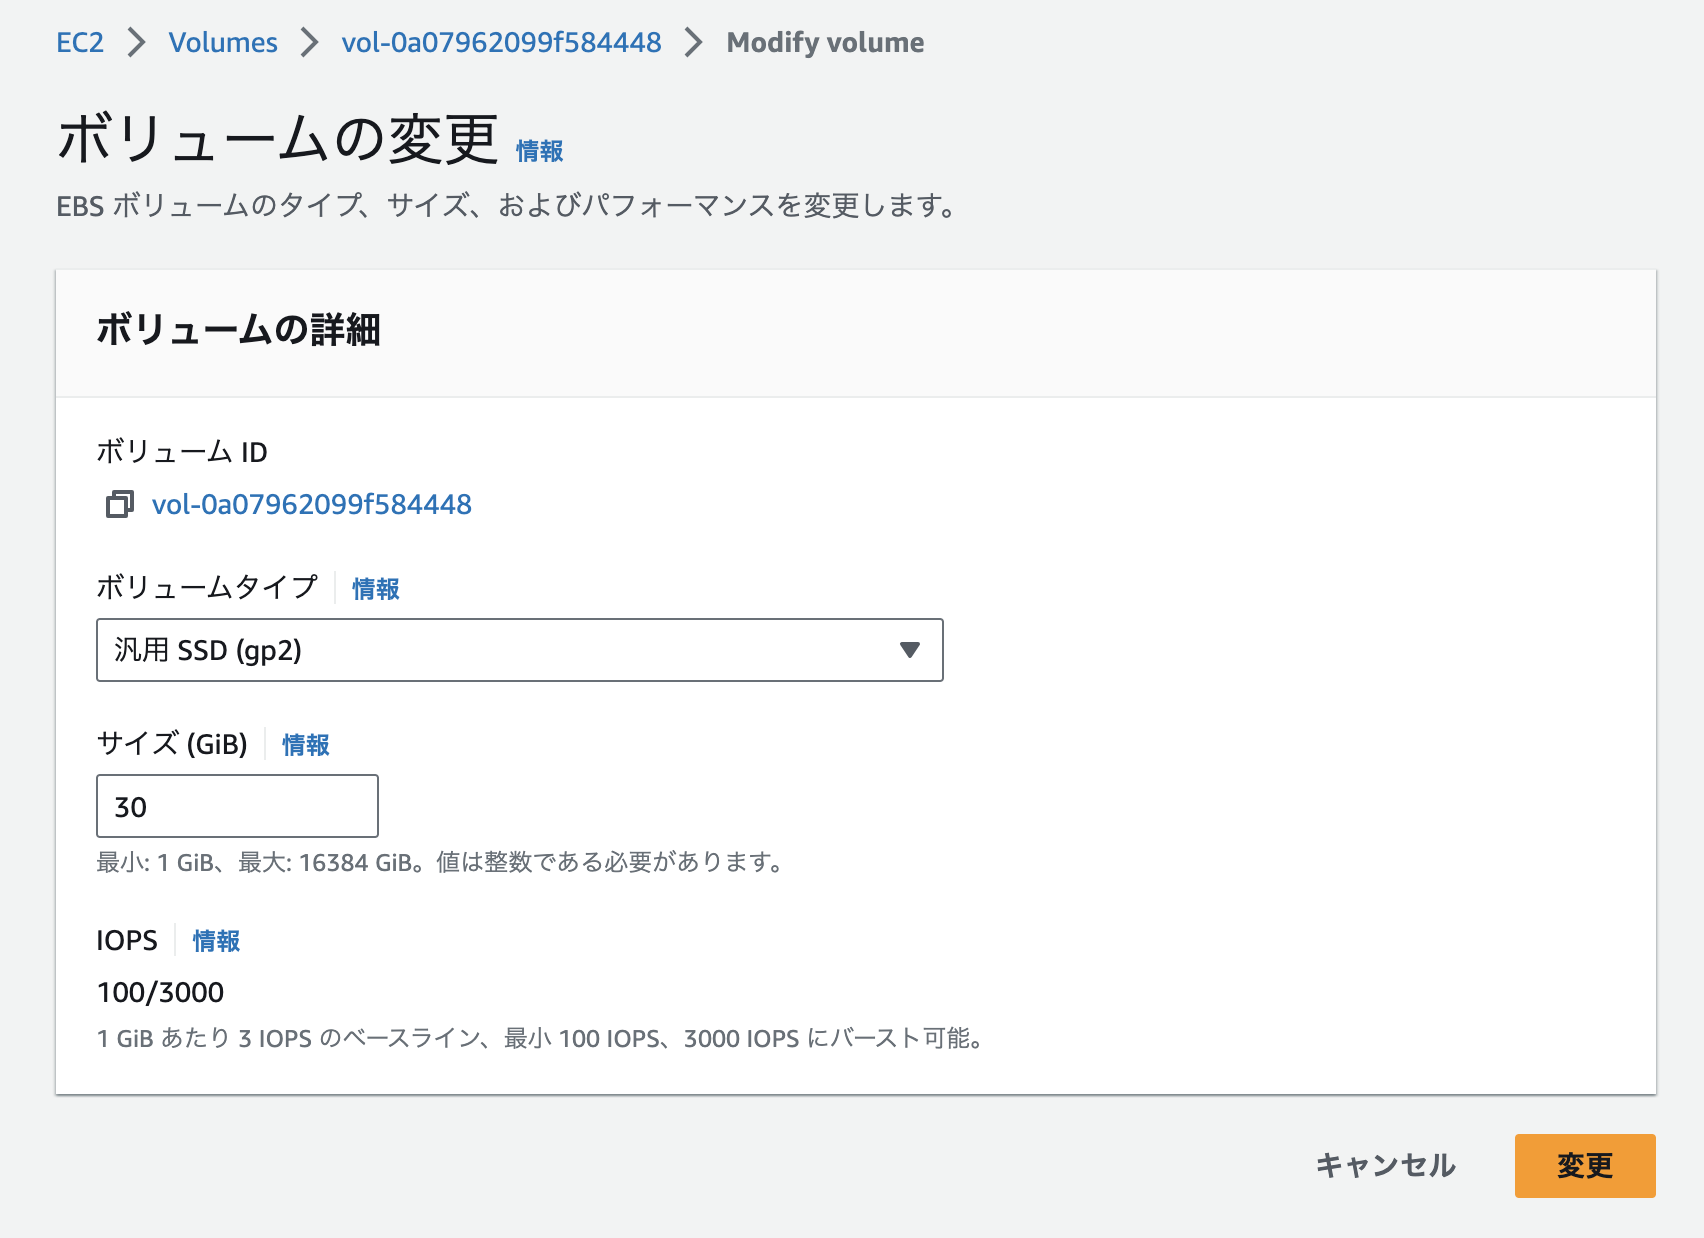 EC2 > Volumes > vol-0a07962099f584448 > Modify volume
ボリュームの変更 情報
EBS ボリュームのタイプ、サイズ、およびパフォーマンスを変更します。
ボリュームの詳細
ボリューム ID
vol-0a07962099f584448
ボリュームタイプ 情報
汎用 SSD (gp2)
サイズ (GiB) 情報
30
最小: 1 GiB、最大: 16384 GiB。値は整数である必要があります。
IOPS 情報
100/3000
1 GiB あたり 3 IOPS のベースライン、最小 100 IOPS、3000 IOPS にバースト可能。
キャンセル 変更